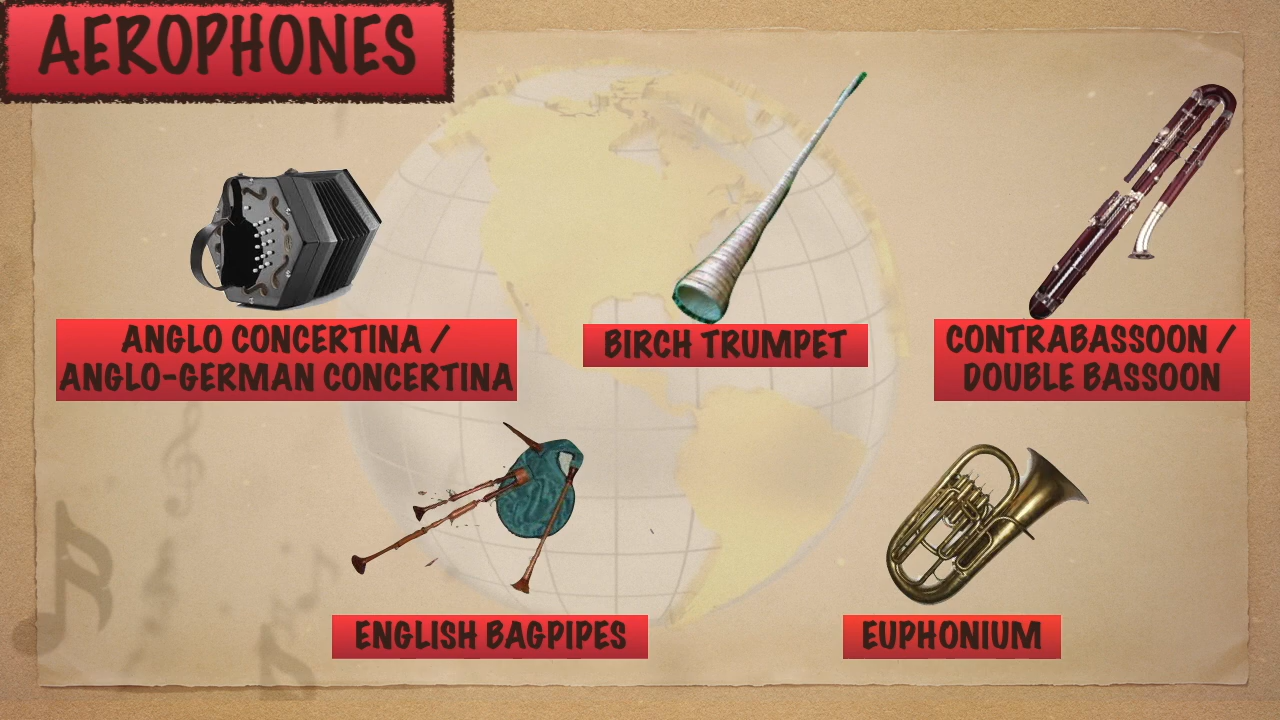 AEROPHONES
ANGLO CONCERTINA /
ANGLO-GERMAN CONCERTINA
BIRCH TRUMPET
CONTRABASSOON /
DOUBLE BASSOON
ENGLISH BAGPIPES
EUPHONIUM